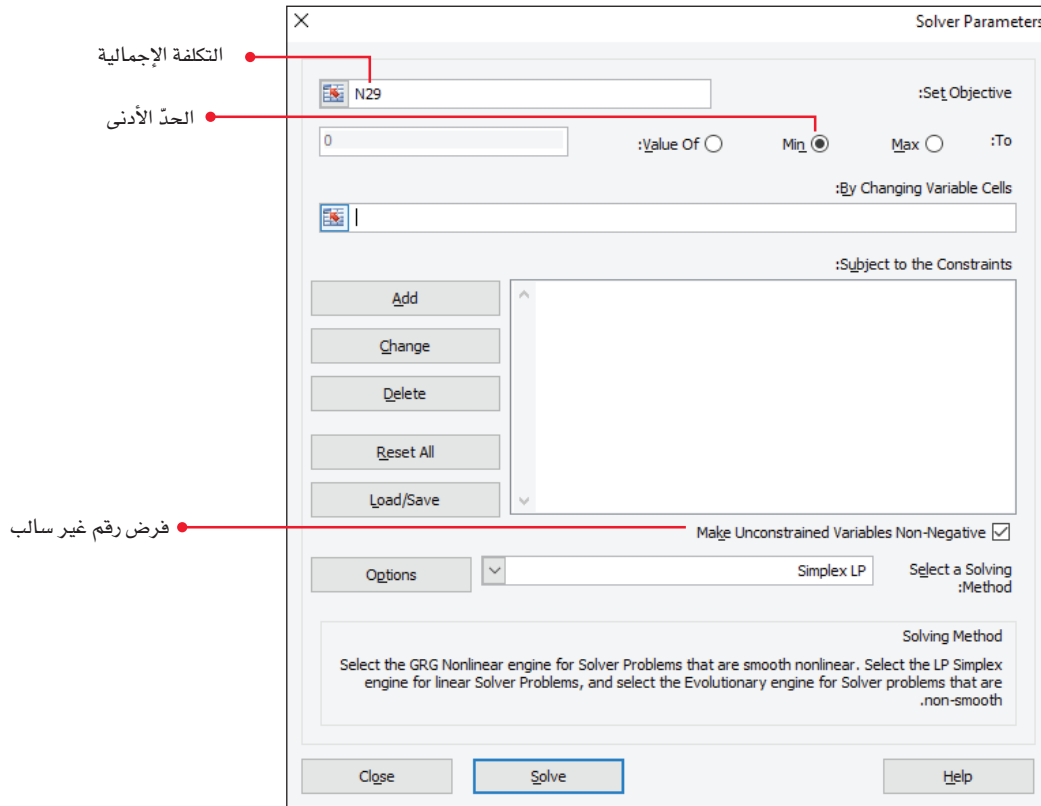 Solver Parameters
التكلفة الإجمالية
Set Objective:
N29
الحدّ الأدنى
To:
Max
Min
Value Of:
0
By Changing Variable Cells:
Subject to the Constraints:
Add
Change
Delete
Reset All
Load/Save
فرض رقم غير سالب
Make Unconstrained Variables Non-Negative
Select a Solving
Method:
Simplex LP
Options
Solving Method
Select the GRG Nonlinear engine for Solver Problems that are smooth nonlinear. Select the LP Simplex
engine for linear Solver Problems, and select the Evolutionary engine for Solver problems that are
non-smooth.
Help
Solve
Close